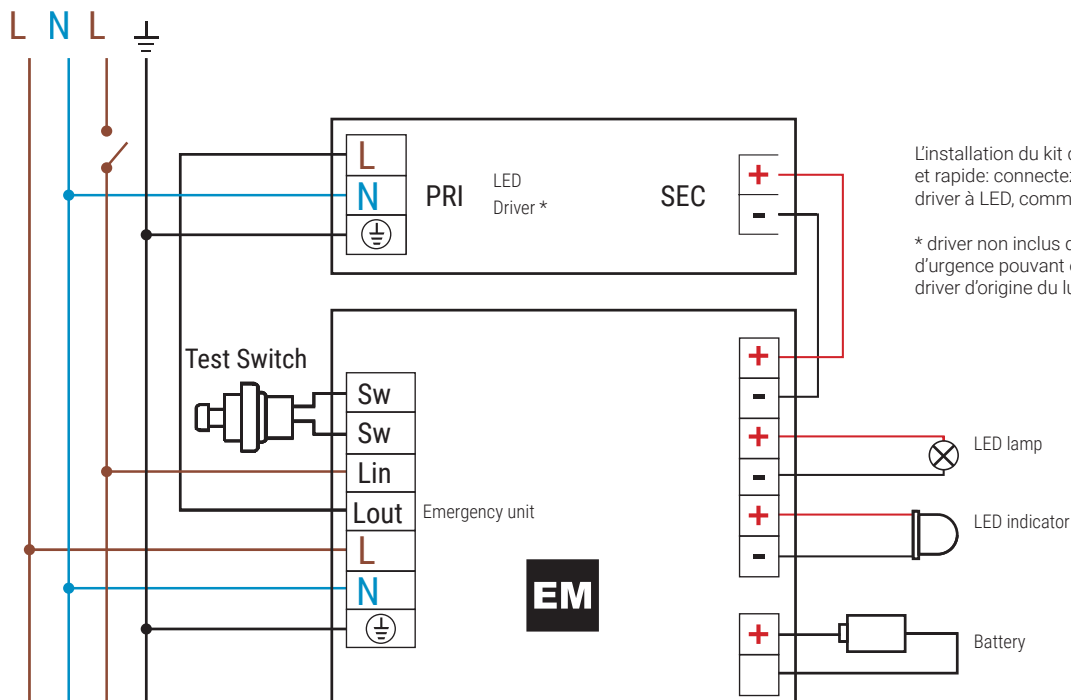 L N L
L
N
PRI
LED
Driver *
SEC
+
-
L'installation du kit
et rapide: connectez
driver à LED, comm
* driver non inclus
d'urgence pouvant
driver d'origine du
Test Switch
Sw
Sw
Lin
Lout
L
N
Emergency unit
EM
+
-
+
-
+
-
+
LED lamp
LED indicator
Battery